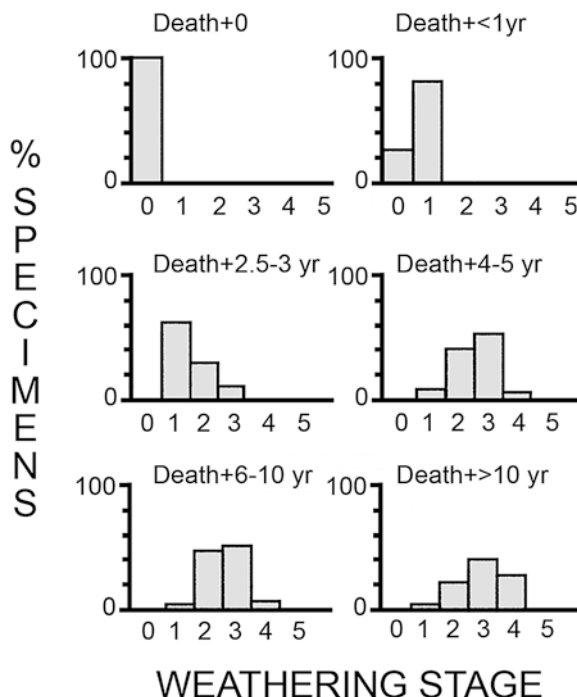 Death+0
100
0
0 1 2 3 4 5
Death+<1yr
100
0
0 1 2 3 4 5
Death+2.5-3 yr
100
0
0 1 2 3 4 5
Death+4-5 yr
100
0
0 1 2 3 4 5
Death+6-10 yr
100
0
0 1 2 3 4 5
Death+>10 yr
100
0
0 1 2 3 4 5
% SPECIMENS
WEATHERING STAGE